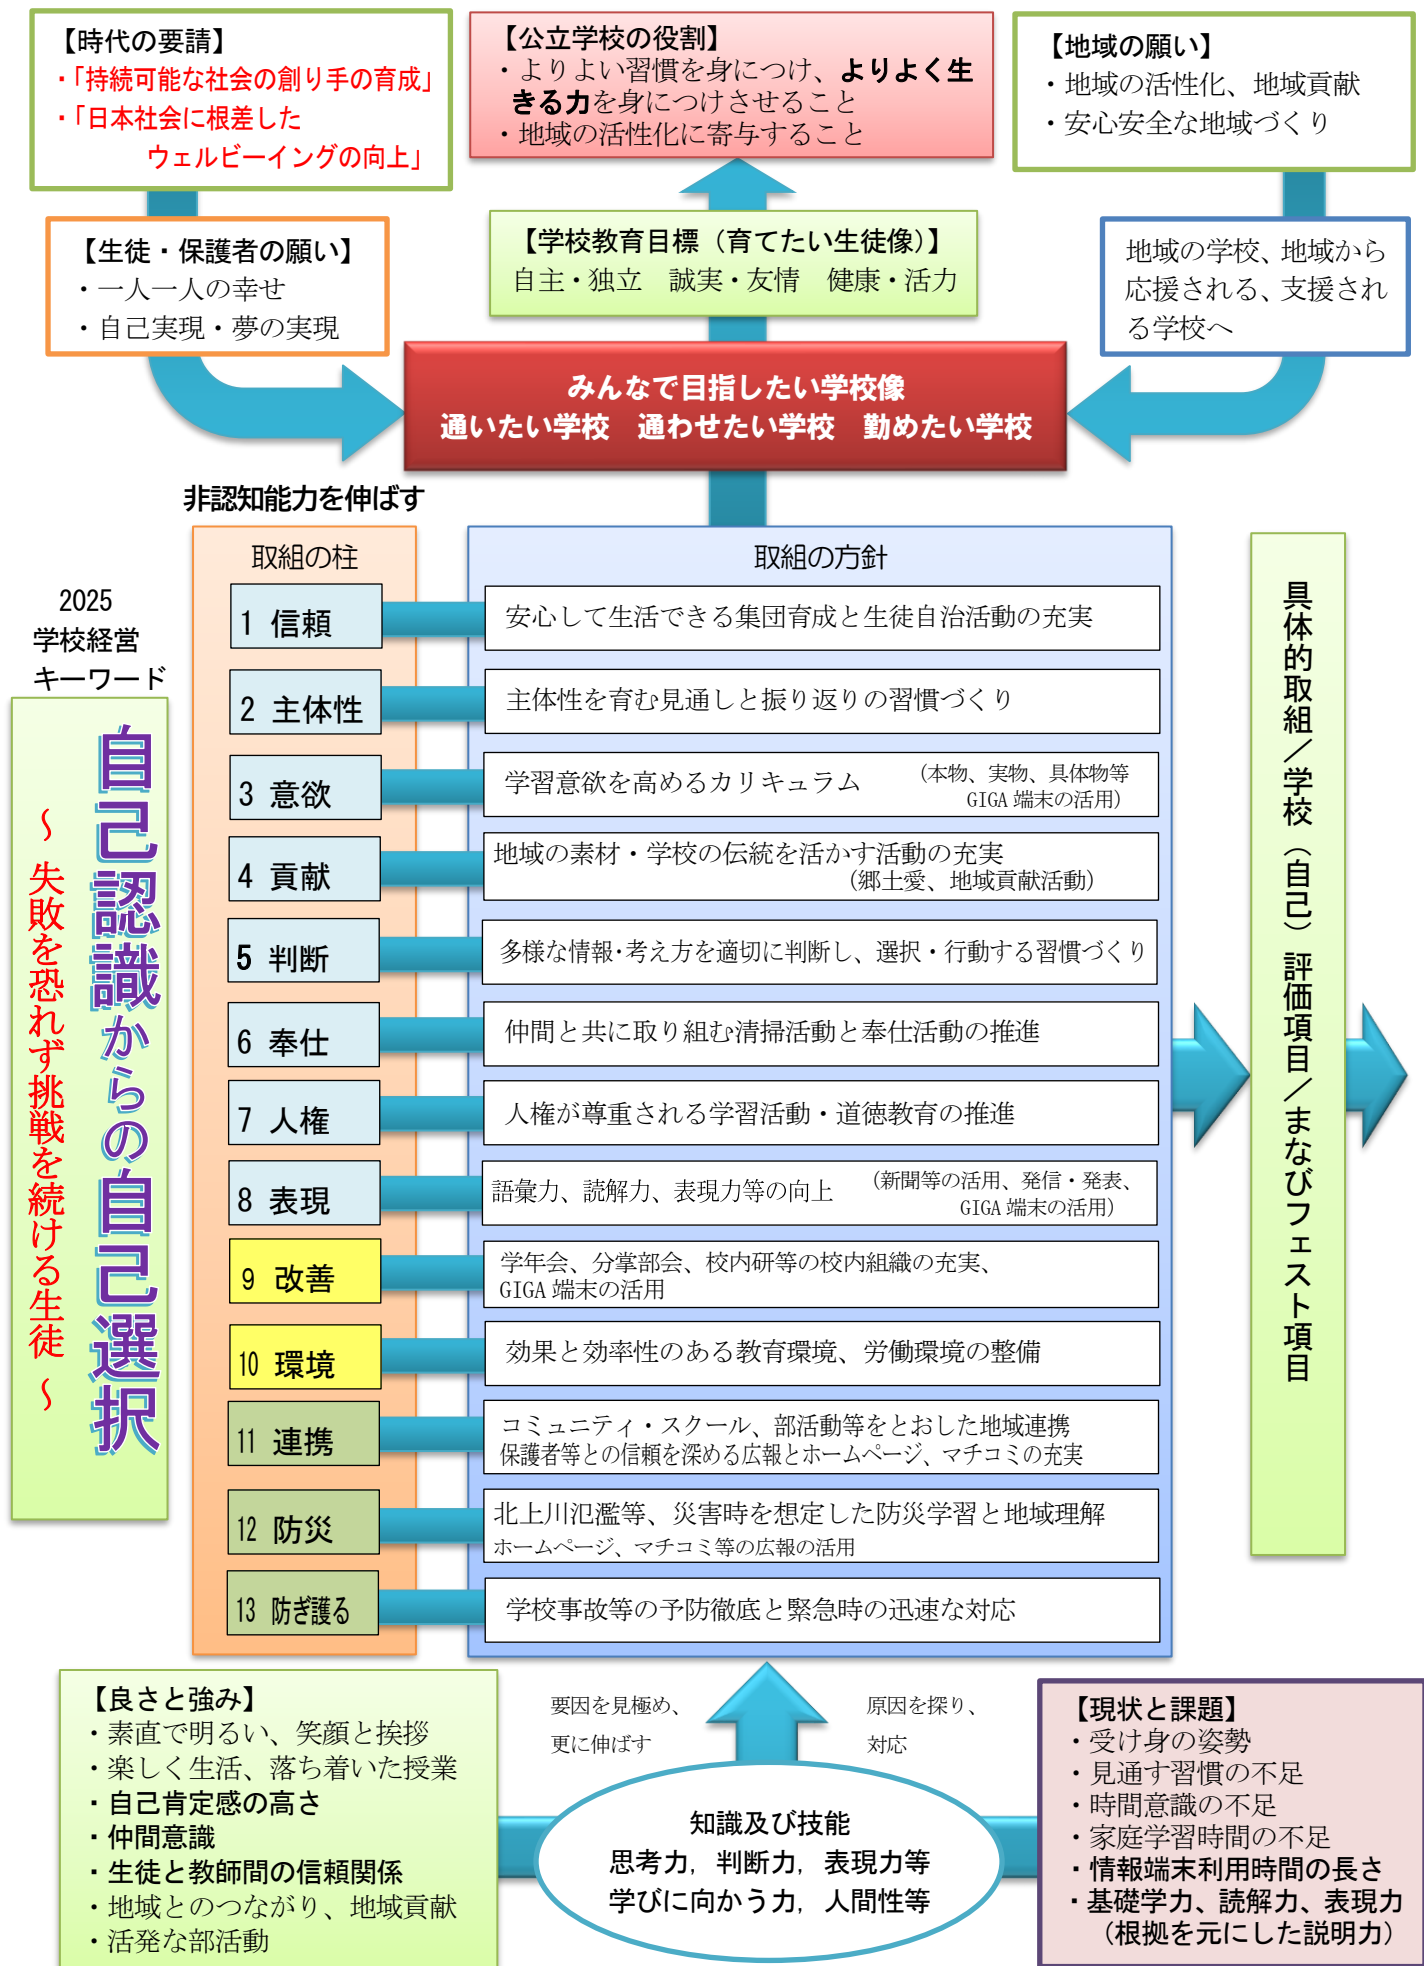 【時代の要請】
・「持続可能な社会の創り手の育成」
・「日本社会に根差した
ウェルビーイングの向上」
【公立学校の役割】
・よりよい習慣を身につけ、よりよく生
きる力を身につけさせること
・地域の活性化に寄与すること
【地域の願い】
・地域の活性化、地域貢献
・安心安全な地域づくり
【生徒・保護者の願い】
・一人一人の幸せ
・自己実現・夢の実現
【学校教育目標（育てたい生徒像）】
自主・独立　誠実・友情　健康・活力
地域の学校、地域から
応援される、支援され
る学校へ
みんなで目指したい学校像
通いたい学校　通わせたい学校　勤めたい学校
非認知能力を伸ばす
2025
学校経営
キーワード
自己認識からの自己選択
～ 失敗を恐れず挑戦を続ける生徒 ～
取組の柱
取組の方針
1 信頼
安心して生活できる集団育成と生徒自治活動の充実
2 主体性
主体性を育む見通しと振り返りの習慣づくり
3 意欲
学習意欲を高めるカリキュラム　（本物、実物、具体物等
GIGA 端末の活用）
4 貢献
地域の素材・学校の伝統を活かす活動の充実
（郷土愛、地域貢献活動）
5 判断
多様な情報・考え方を適切に判断し、選択・行動する習慣づくり
6 奉仕
仲間と共に取り組む清掃活動と奉仕活動の推進
7 人権
人権が尊重される学習活動・道徳教育の推進
8 表現
語彙力、読解力、表現力等の向上　（新聞等の活用、発信・発表、
GIGA 端末の活用）
9 改善
学年会、分掌部会、校内研等の校内組織の充実、
GIGA 端末の活用
10 環境
効果と効率性のある教育環境、労働環境の整備
11 連携
コミュニティ・スクール、部活動等をとおした地域連携
保護者等との信頼を深める広報とホームページ、マチコミの充実
12 防災
北上川氾濫等、災害時を想定した防災学習と地域理解
ホームページ、マチコミ等の広報の活用
13 防ぎ護る
学校事故等の予防徹底と緊急時の迅速な対応
具体的取組／学校（自己）評価項目／まなびフェスト項目
【良さと強み】
・素直で明るい、笑顔と挨拶
・楽しく生活、落ち着いた授業
・自己肯定感の高さ
・仲間意識
・生徒と教師間の信頼関係
・地域とのつながり、地域貢献
・活発な部活動
要因を見極め、
更に伸ばす
原因を探り、
対応
知識及び技能
思考力，判断力，表現力等
学びに向かう力，人間性等
【現状と課題】
・受け身の姿勢
・見通す習慣の不足
・時間意識の不足
・家庭学習時間の不足
・情報端末利用時間の長さ
・基礎学力、読解力、表現力
（根拠を元にした説明力）